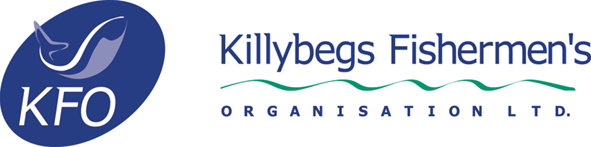 KFO
Killybegs Fishermen's
ORGANISATION LTD.